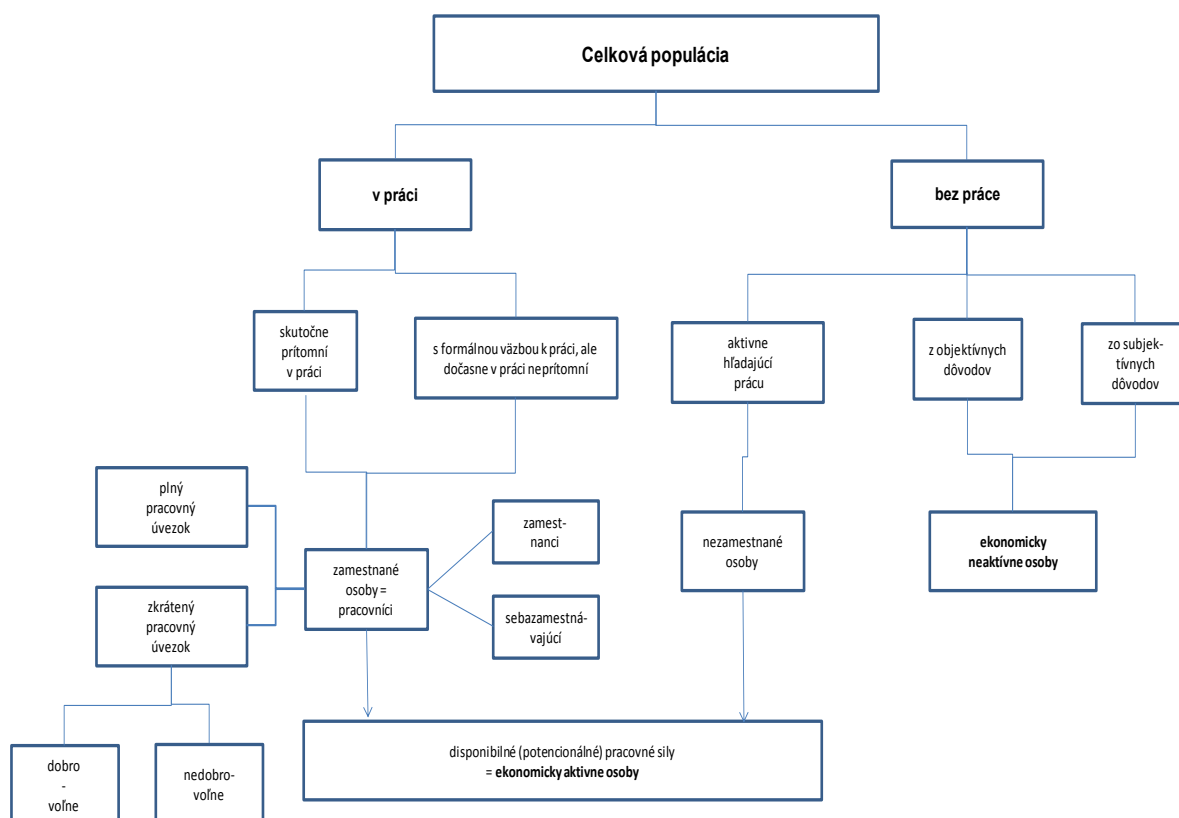 Celková populácia
v práci
bez práce
skutočne
prítomní
v práci
s formálnou väzbou k práci, ale
dočasne v práci neprítomní
aktivne
hľadajúcí
prácu
z objektívnych
dôvodov
zo subjek-
tívnych
dôvodov
plný
pracovný
úvezok
zamest-
nanci
zamestnané
osoby =
pracovníci
nezamestnané
osoby
ekonomicky
neaktívne osoby
zkrátený
pracovný
úvezok
sebazamestná-
vajúcí
disponibilné (potencionálné) pracovné sily
= ekonomicky aktivne osoby
dobro
-
voľne
nedobro-
voľne